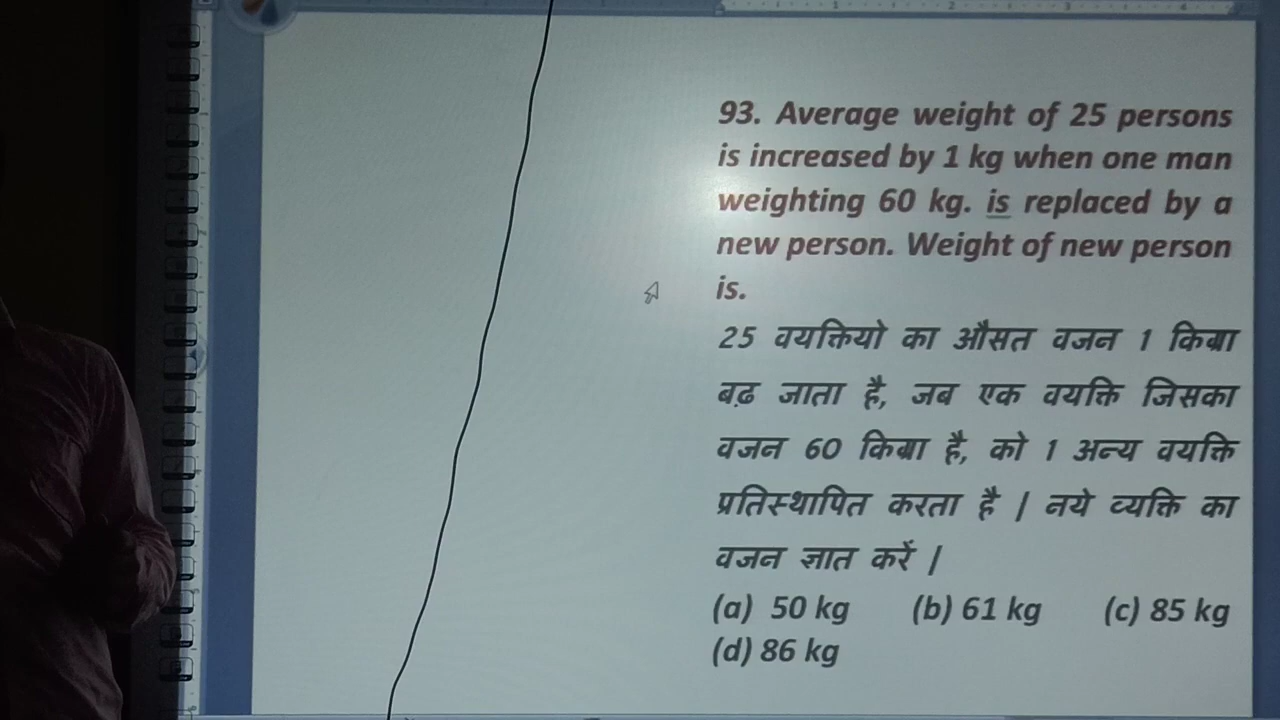 93. Average weight of 25 persons
is increased by 1 kg when one man
weighting 60 kg. is replaced by a
new person. Weight of new person
is.
25 वयक्तियो का औसत वजन 1 किग्रा
बढ़ जाता है, जब एक वयक्ति जिसका
वजन 60 किग्रा है, को 1 अन्य वयक्ति
प्रतिस्थापित करता है | नये व्यक्ति का
वजन ज्ञात करें |
(a) 50 kg (b) 61 kg (c) 85 kg
(d) 86 kg